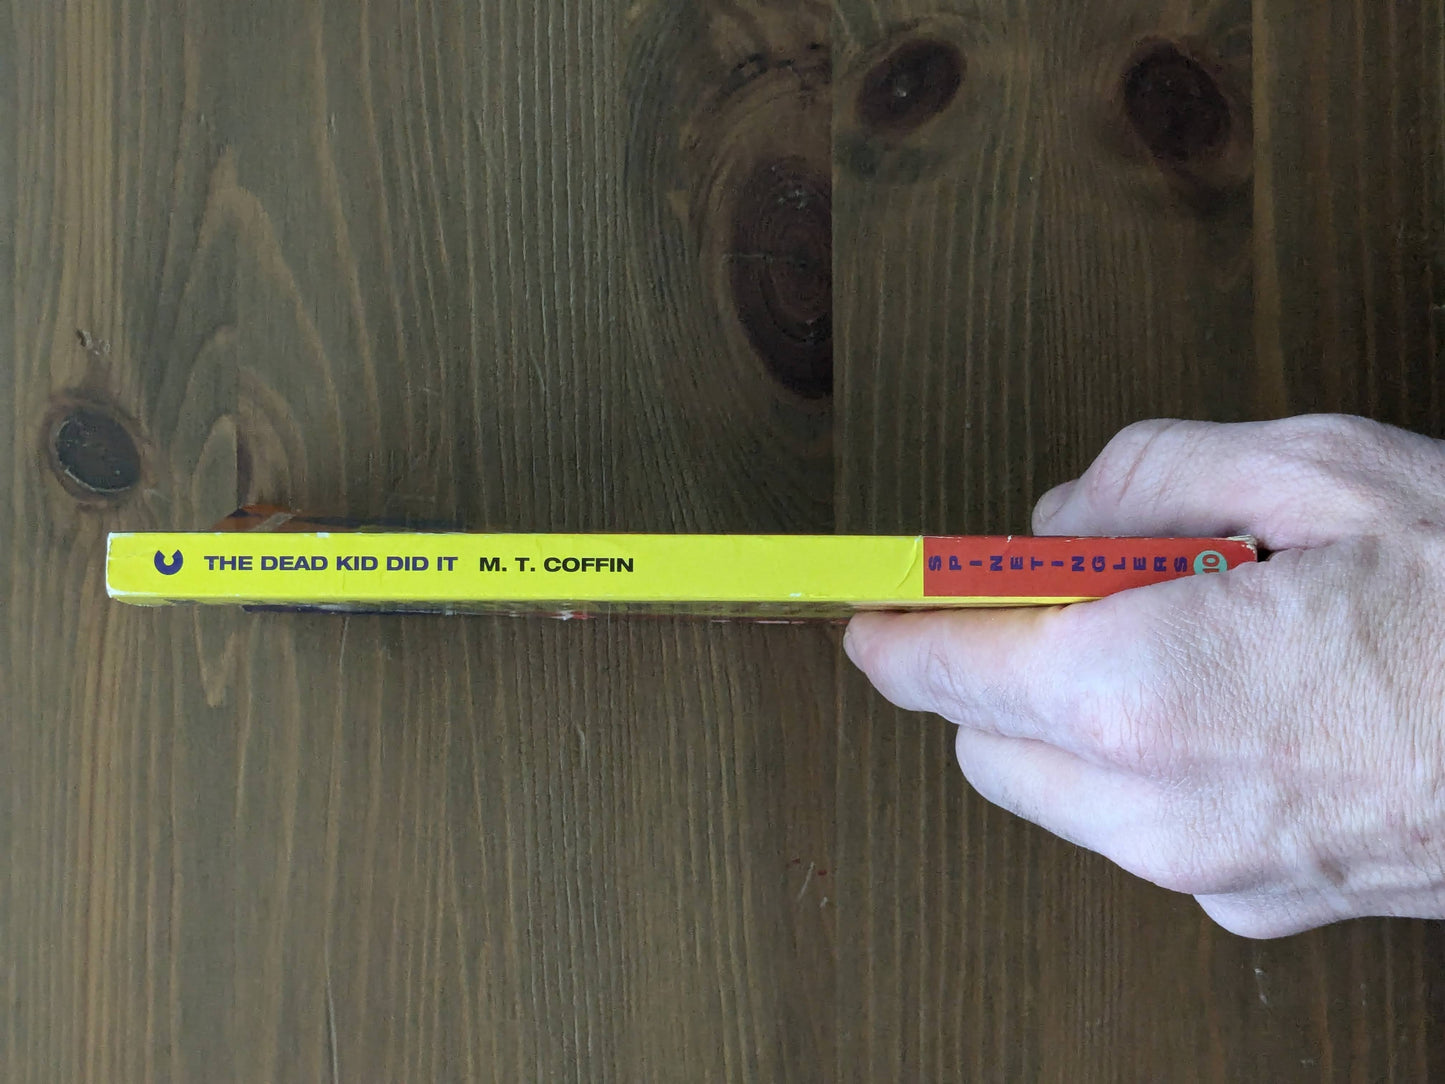 THE DEAD KID DID IT M. T. COFFIN SPINETINGLERS 10